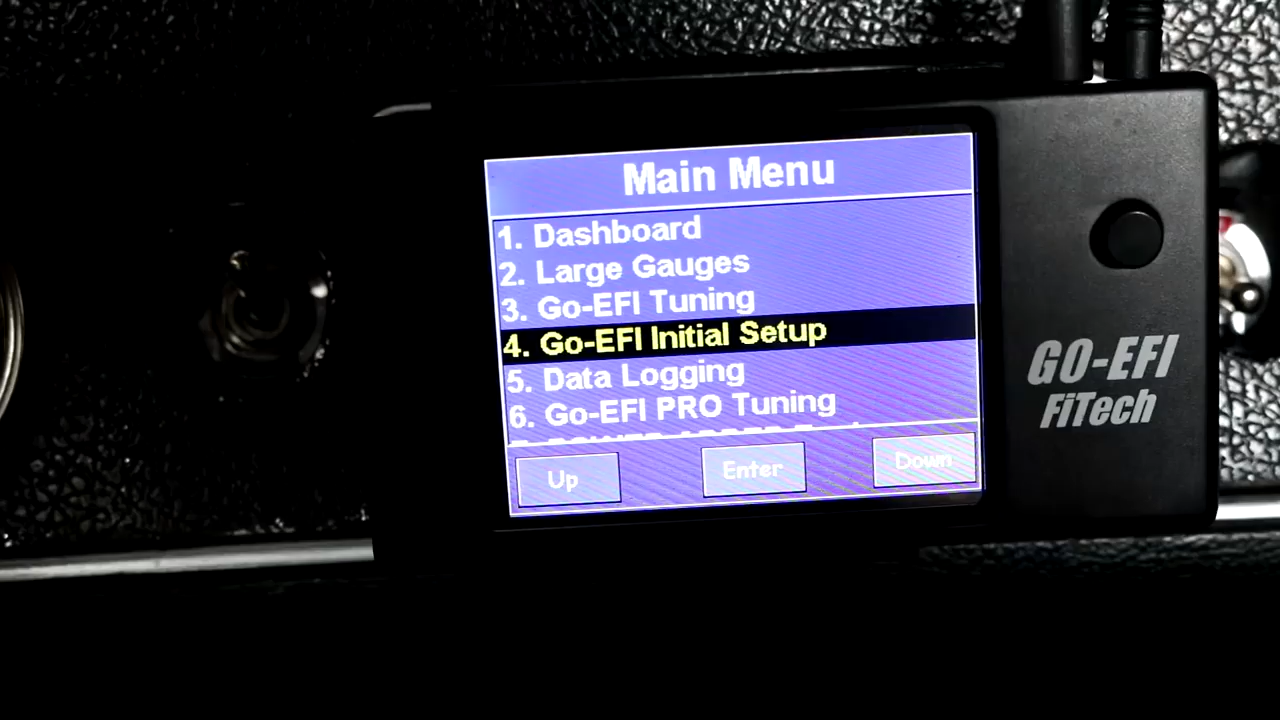 Main Menu
1. Dashboard
2. Large Gauges
3. Go-EFI Tuning
4. Go-EFI Initial Setup
5. Data Logging
6. Go-EFI PRO Tuning
Up
Enter
Down
GO-EFI
FiTech